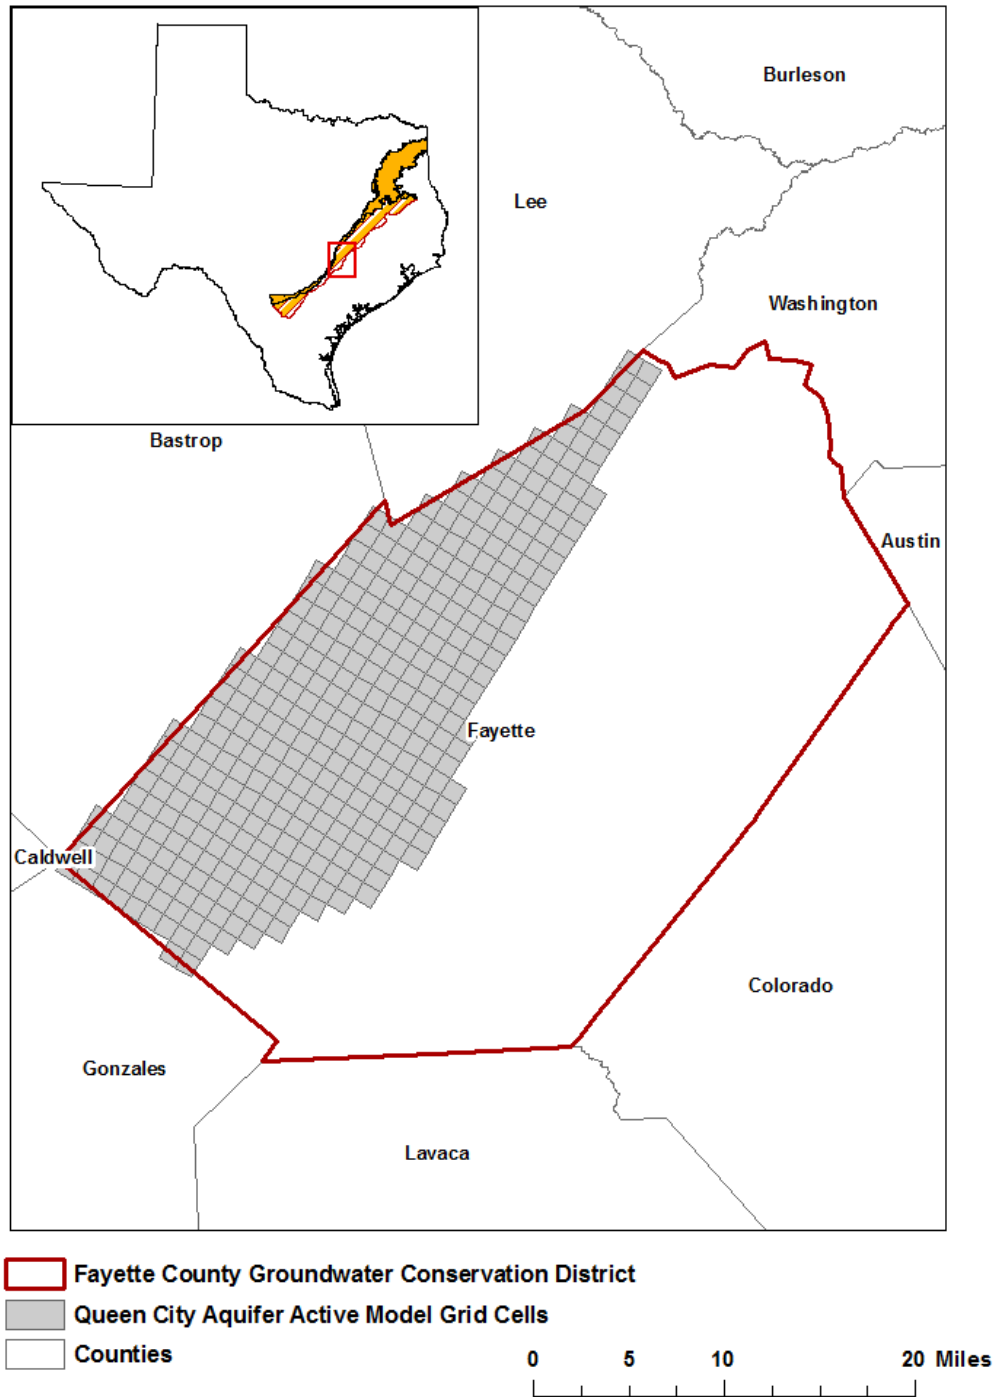 Burleson
Lee
Washington
Bastrop
Austin
Fayette
Caldwell
Colorado
Gonzales
Lavaca
Fayette County Groundwater Conservation District
Queen City Aquifer Active Model Grid Cells
Counties
0 5 10 20 Miles